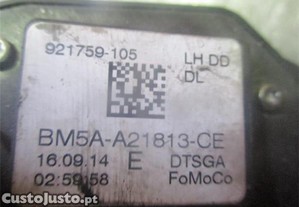 921759-105 LH DD
DL
BM5A-A21813-CE
16.09.14 E DTSGA
02:59:58 FoMoCo
CustoJusto.pt